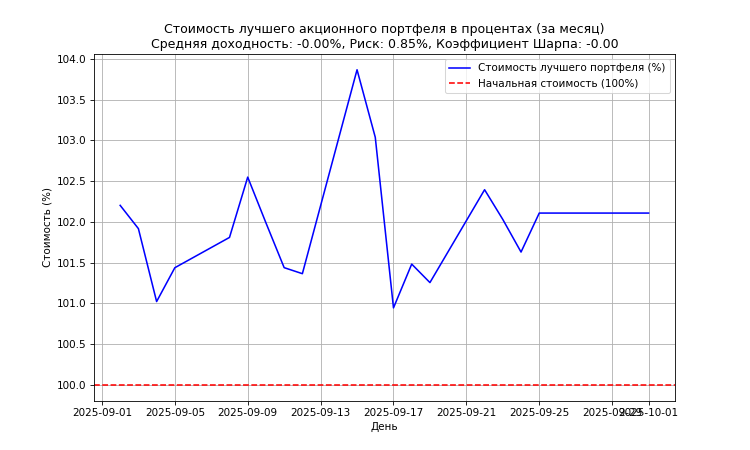 Стоимость лучшего акционного портфеля в процентах (за месяц)
Средняя доходность: -0.00%, Риск: 0.85%, Коэффициент Шарпа: -0.00
Стоимость лучшего портфеля (%)
Начальная стоимость (100%)
Стоимость (%)
104.0
103.5
103.0
102.5
102.0
101.5
101.0
100.5
100.0
2025-09-01 2025-09-05 2025-09-09 2025-09-13 2025-09-17 2025-09-21 2025-09-25 2025-09-29 2025-10-01
День